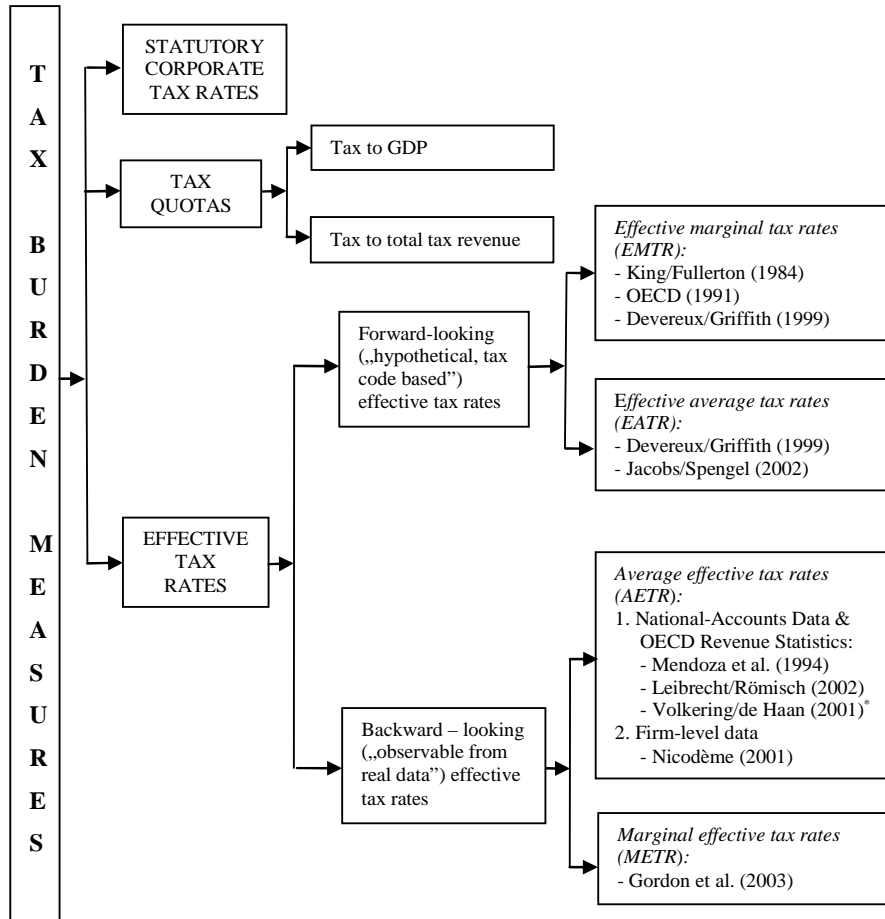 TAX BURDEN MEASURES
STATUTORY
CORPORATE
TAX RATES
TAX
QUOTAS
Tax to GDP
Tax to total tax revenue
EFFECTIVE
TAX
RATES
Forward-looking
(„hypothetical, tax
code based”)
effective tax rates
Effective marginal tax rates
(EMTR):
- King/Fullerton (1984)
- OECD (1991)
- Devereux/Griffith (1999)
Effective average tax rates
(EATR):
- Devereux/Griffith (1999)
- Jacobs/Spengel (2002)
Backward – looking
(„observable from
real data”) effective
tax rates
Average effective tax rates
(AETR):
1. National-Accounts Data &
OECD Revenue Statistics:
- Mendoza et al. (1994)
- Leibrecht/Römisch (2002)
- Volkering/de Haan (2001)*
2. Firm-level data
- Nicodème (2001)
Marginal effective tax rates
(METR):
- Gordon et al. (2003)